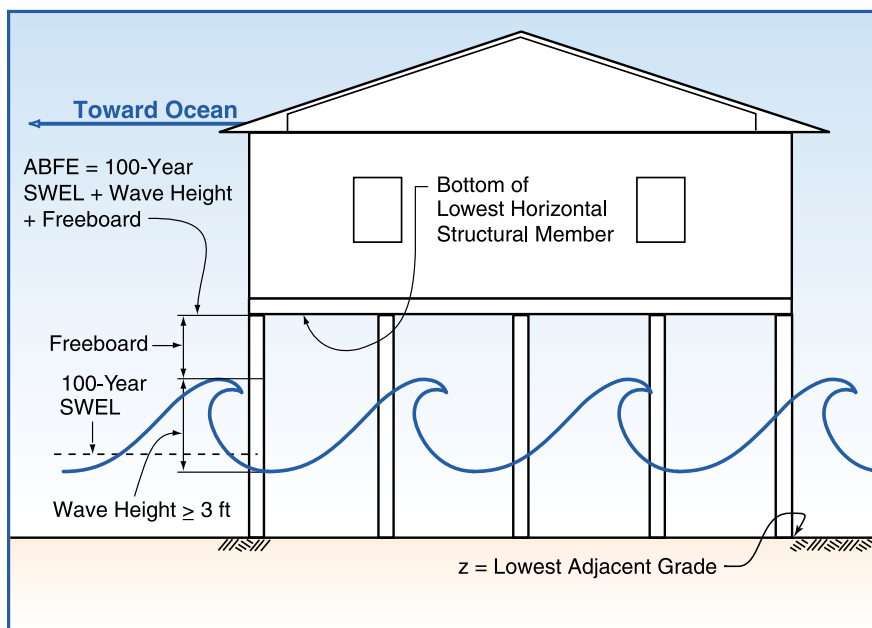 Toward Ocean
ABFE = 100-Year
SWEL + Wave Height
+ Freeboard
Bottom of
Lowest Horizontal
Structural Member
Freeboard
100-Year
SWEL
Wave Height ≥ 3 ft
z = Lowest Adjacent Grade